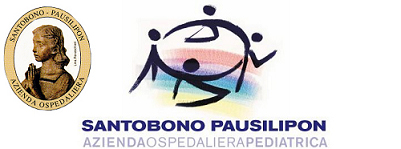 SANTOBONO - PAUSILIPON
AZIENDA OSPEDALIERA
SANTOBONO PAUSILIPON
AZIENDAOSPEDALIERAPEDIATRICA